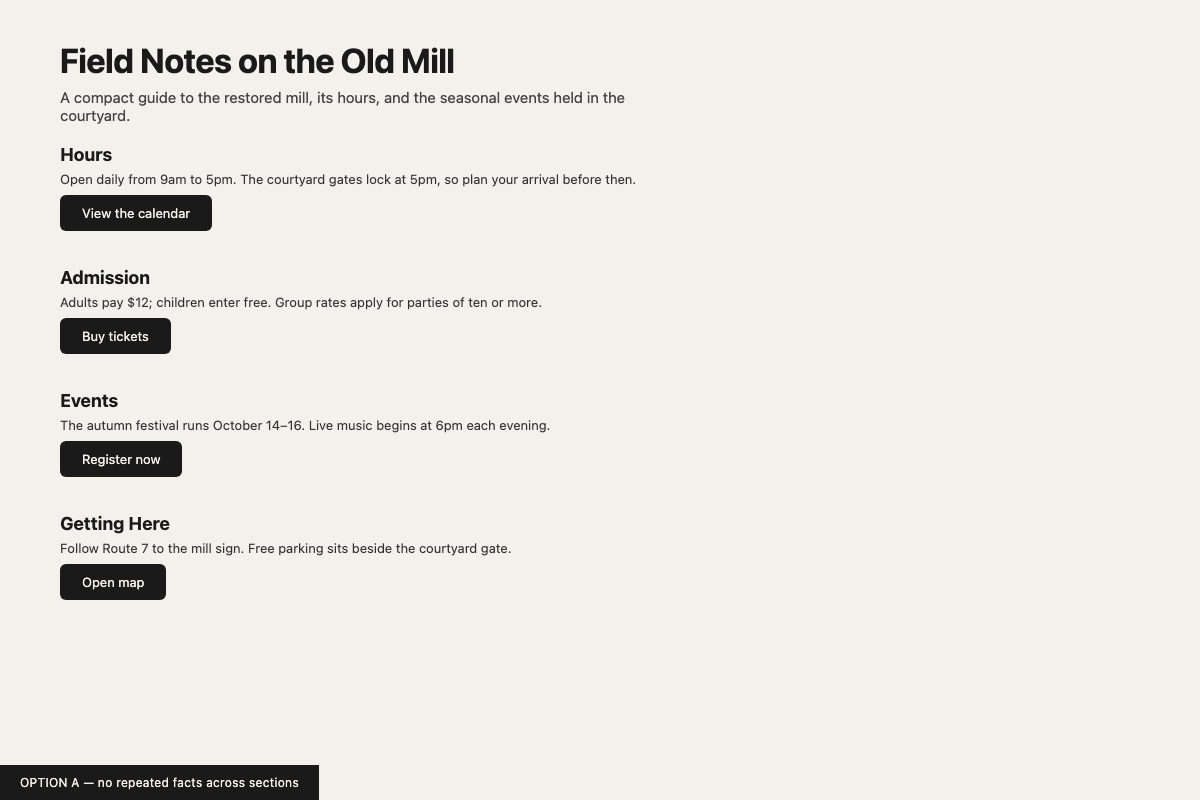 Field Notes on the Old Mill
A compact guide to the restored mill, its hours, and the seasonal events held in the
courtyard.
Hours
Open daily from 9am to 5pm. The courtyard gates lock at 5pm, so plan your arrival before then.
View the calendar
Admission
Adults pay $12; children enter free. Group rates apply for parties of ten or more.
Buy tickets
Events
The autumn festival runs October 14–16. Live music begins at 6pm each evening.
Register now
Getting Here
Follow Route 7 to the mill sign. Free parking sits beside the courtyard gate.
Open map
OPTION A — no repeated facts across sections